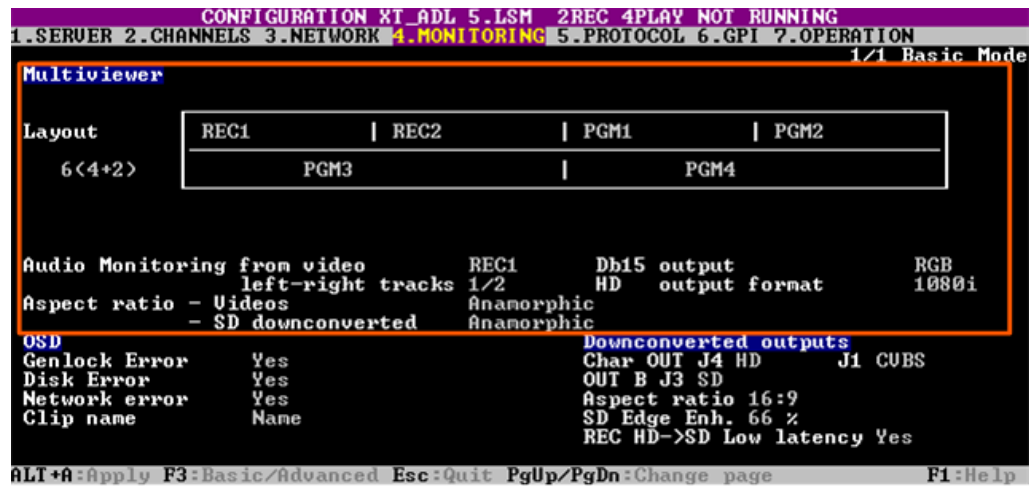 CONFIGURATION XT_ADL 5.LSM 2REC 4PLAY NOT RUNNING
1.SERVER 2.CHANNELS 3.NETWORK 4.MONITORING 5.PROTOCOL 6.GPI 7.OPERATION
1/1 Basic Mode
Multiviewer
Layout REC1 | REC2 | PGM1 | PGM2
6(4+2) PGM3 | PGM4
Audio Monitoring from video REC1 Db15 output RGB
left-right tracks 1/2 HD output format 1080i
Aspect ratio - Videos Anamorphic
- SD downconverted Anamorphic
OSD Downconverted outputs
Genlock Error Yes Char OUT J4 HD J1 CVBS
Disk Error Yes OUT B J3 SD
Network error Yes Aspect ratio 16:9
Clip name Name SD Edge Enh. 66 %
REC HD->SD Low latency Yes
ALT+A:Apply F3:Basic/Advanced Esc:Quit PgUp/PgDn:Change page F1:Help